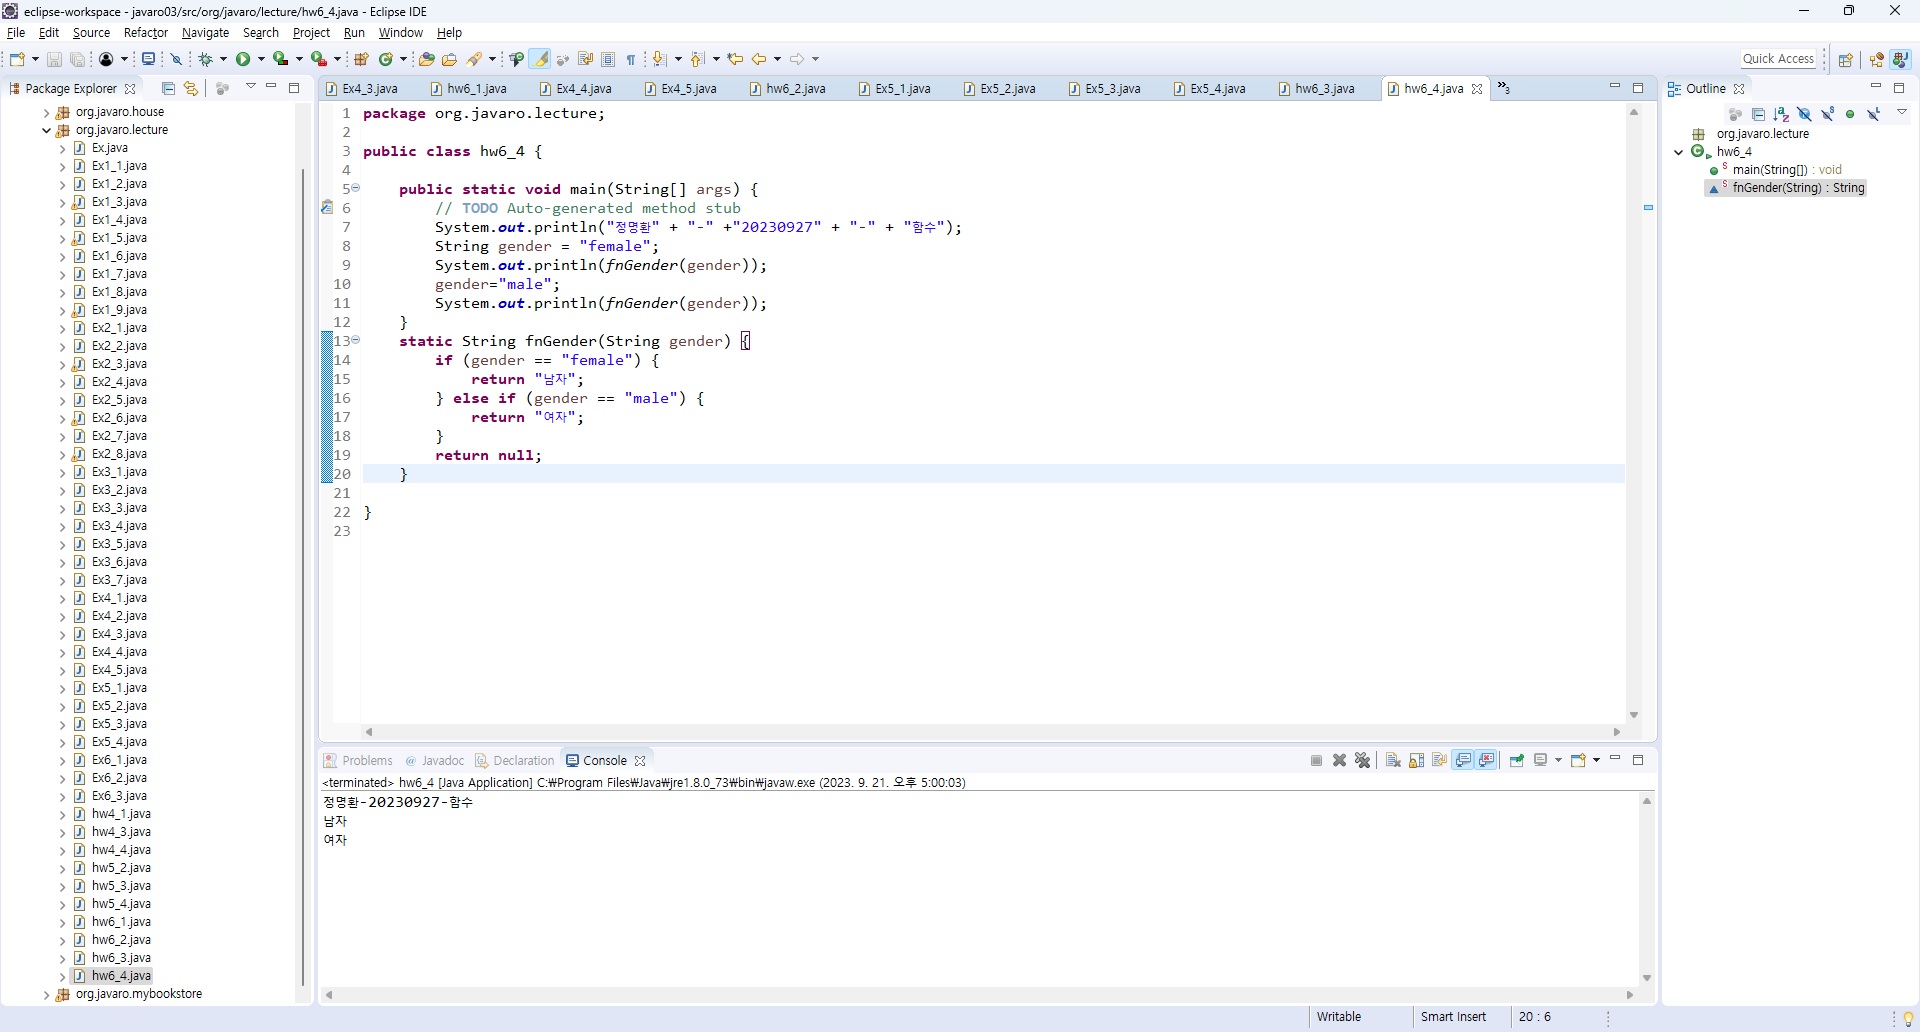 eclipse-workspace - javaro03/src/org/javaro/lecture/hw6_4.java - Eclipse IDE
File Edit Source Refactor Navigate Search Project Run Window Help
Quick Access
Package Explorer
org.javaro.house
org.javaro.lecture
Ex.java
Ex1_1.java
Ex1_2.java
Ex1_3.java
Ex1_4.java
Ex1_5.java
Ex1_6.java
Ex1_7.java
Ex1_8.java
Ex1_9.java
Ex2_1.java
Ex2_2.java
Ex2_3.java
Ex2_4.java
Ex2_5.java
Ex2_6.java
Ex2_7.java
Ex2_8.java
Ex3_1.java
Ex3_2.java
Ex3_3.java
Ex3_4.java
Ex3_5.java
Ex3_6.java
Ex3_7.java
Ex4_1.java
Ex4_2.java
Ex4_3.java
Ex4_4.java
Ex4_5.java
Ex5_1.java
Ex5_2.java
Ex5_3.java
Ex5_4.java
Ex6_1.java
Ex6_2.java
Ex6_3.java
hw4_1.java
hw4_3.java
hw4_4.java
hw5_2.java
hw5_3.java
hw5_4.java
hw6_1.java
hw6_2.java
hw6_3.java
hw6_4.java
org.javaro.mybookstore
Ex4_3.java hw6_1.java Ex4_4.java Ex4_5.java hw6_2.java Ex5_1.java Ex5_2.java Ex5_3.java Ex5_4.java hw6_3.java hw6_4.java »3
1 package org.javaro.lecture;
2
3 public class hw6_4 {
4
5     public static void main(String[] args) {
6         // TODO Auto-generated method stub
7         System.out.println("정명환" + "-" +"20230927" + "-" + "함수");
8         String gender = "female";
9         System.out.println(fnGender(gender));
10         gender="male";
11         System.out.println(fnGender(gender));
12     }
13     static String fnGender(String gender) {
14         if (gender == "female") {
15             return "남자";
16         } else if (gender == "male") {
17             return "여자";
18         }
19         return null;
20     }
21
22 }
23
Problems Javadoc Declaration Console
<terminated> hw6_4 [Java Application] C:₩Program Files₩Java₩jre1.8.0_73₩bin₩javaw.exe (2023. 9. 21. 오후 5:00:03)
정명환-20230927-함수
남자
여자
Outline
org.javaro.lecture
hw6_4
main(String[]) : void
fnGender(String) : String
Writable Smart Insert 20 : 6